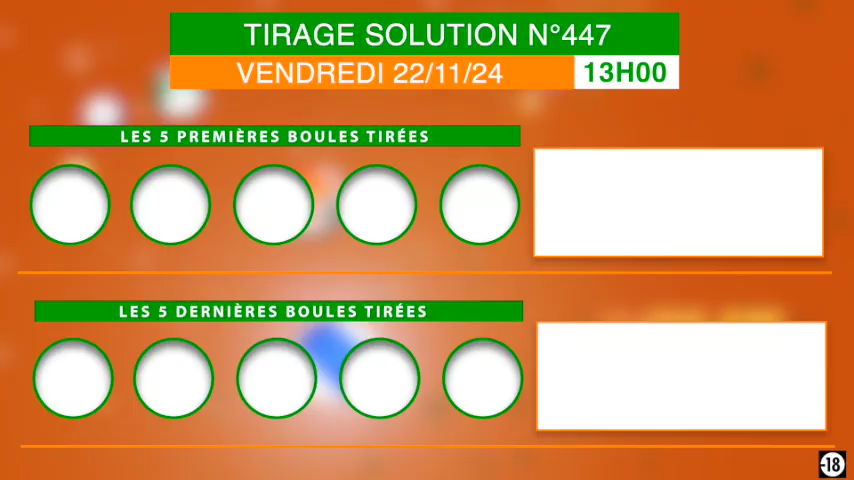 TIRAGE SOLUTION N°447
VENDREDI 22/11/24 13H00
LES 5 PREMIÈRES BOULES TIRÉES
LES 5 DERNIÈRES BOULES TIRÉES
-18